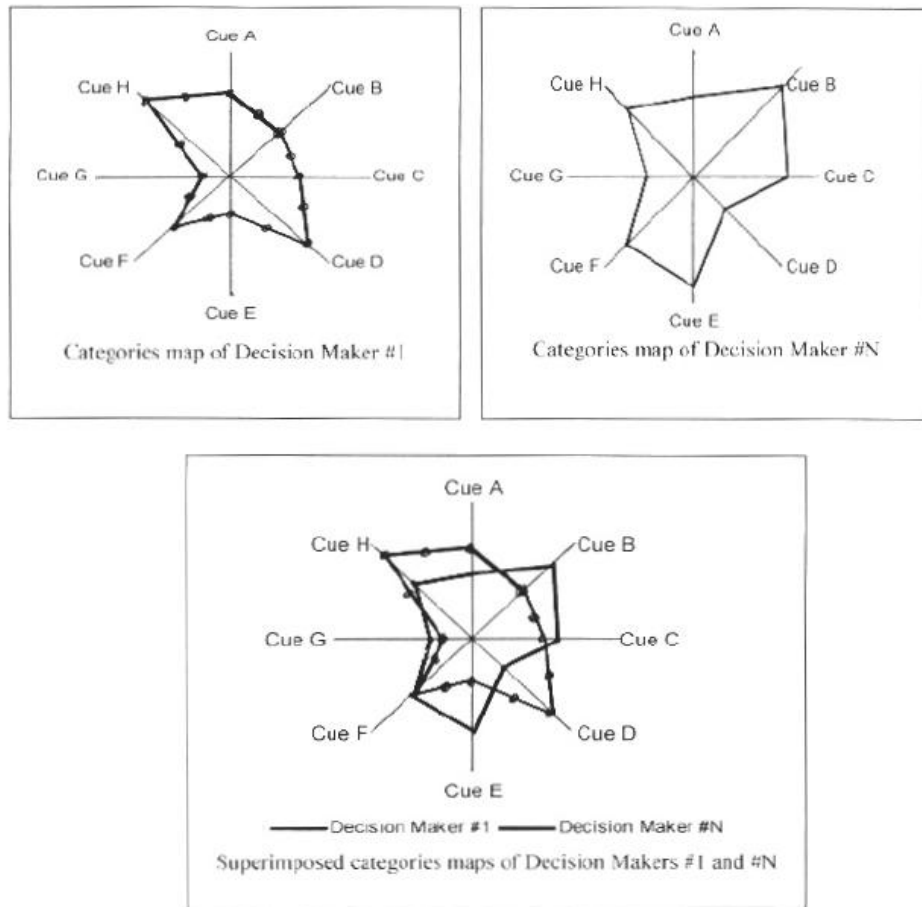 Cue A
Cue H
Cue B
Cue G
Cue C
Cue F
Cue D
Cue E
Categories map of Decision Maker #1
Cue A
Cue H
Cue B
Cue G
Cue C
Cue F
Cue D
Cue E
Categories map of Decision Maker #N
Cue A
Cue H
Cue B
Cue G
Cue C
Cue F
Cue D
Cue E
Decision Maker #1 Decision Maker #N
Superimposed categories maps of Decision Makers #1 and #N